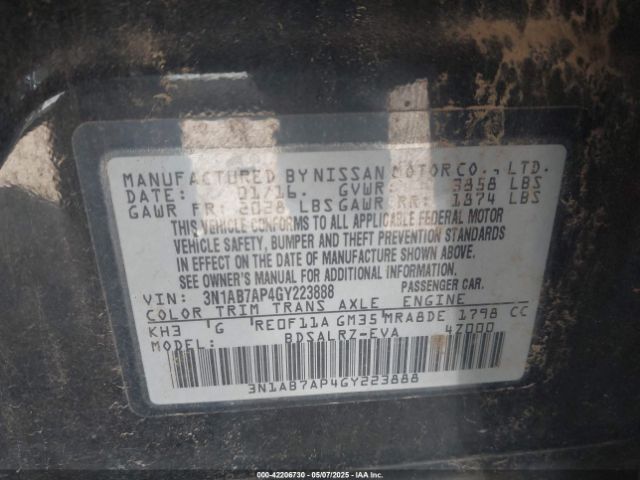 MANUFACTURED BY NISSAN MOTOR CO., LTD.
DATE: 01/16. GVWR 3858 LBS
GAWR FR: 2028 LBS GAWR RR: 1874 LBS
THIS VEHICLE CONFORMS TO ALL APPLICABLE FEDERAL MOTOR
VEHICLE SAFETY, BUMPER AND THEFT PREVENTION STANDARDS
IN EFFECT ON THE DATE OF MANUFACTURE SHOWN ABOVE.
SEE OWNER'S MANUAL FOR ADDITIONAL INFORMATION.
VIN: 3N1AB7AP4GY223888 PASSENGER CAR.
COLOR TRIM TRANS AXLE ENGINE
KH3 'G 'RE0F11A GM35 MRA8DE 1798 CC
MODEL: BDSALRZ-EVA 4Z000
3N1AB7AP4GY223888
000-42206730 - 05/07/2025 - IAAI, Inc.